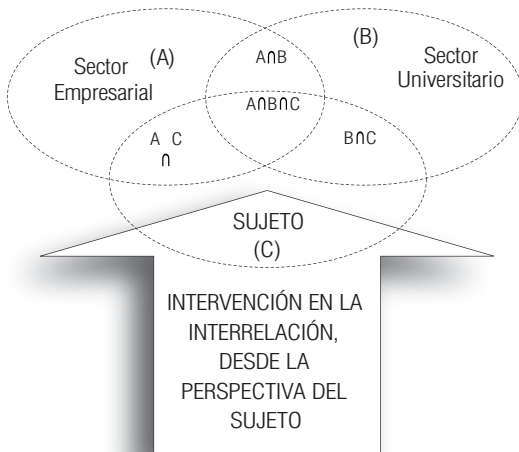 (A)
Sector
Empresarial
A∩B
(B)
Sector
Universitario
A∩B∩C
A C
∩
B∩C
SUJETO
(C)
INTERVENCIÓN EN LA
INTERRELACIÓN,
DESDE LA
PERSPECTIVA DEL
SUJETO